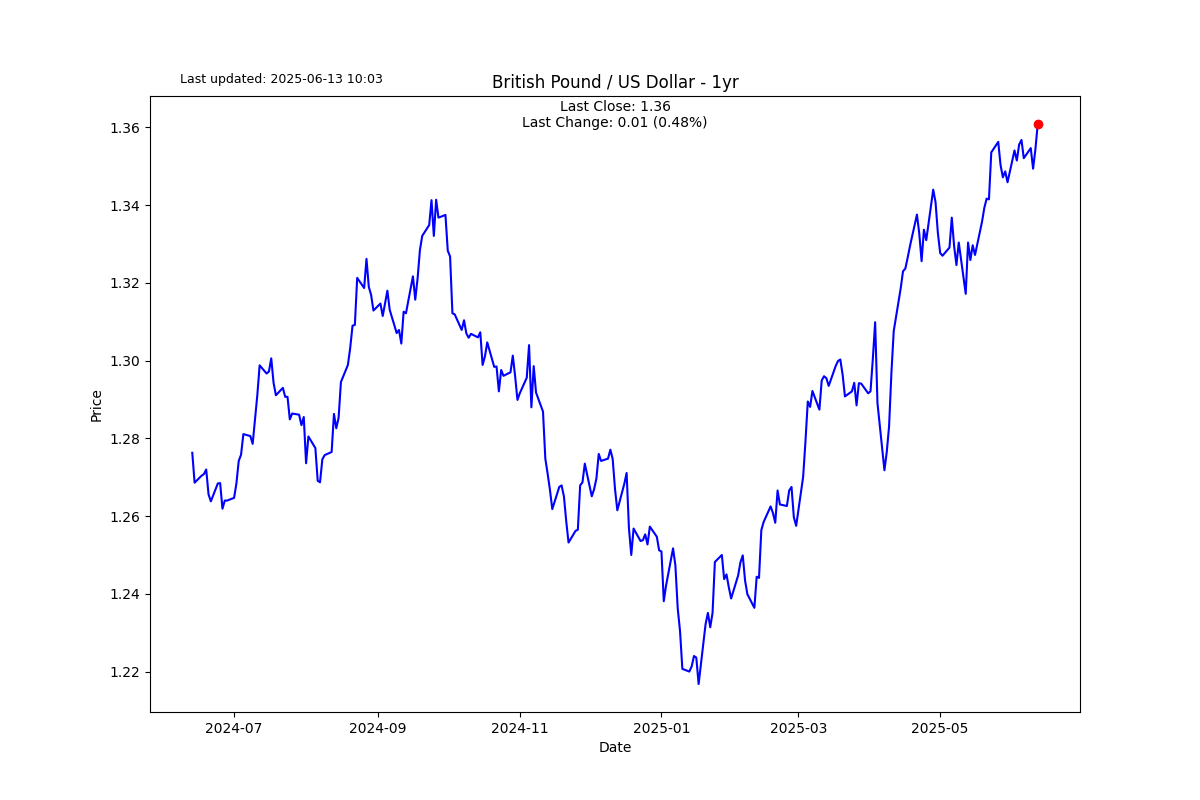 Last updated: 2025-06-13 10:03
British Pound / US Dollar - 1yr
Last Close: 1.36
Last Change: 0.01 (0.48%)
1.36
1.34
1.32
1.30
1.28
1.26
1.24
1.22
Price
2024-07
2024-09
2024-11
2025-01
2025-03
2025-05
Date